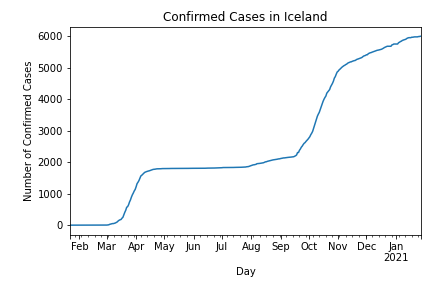 Confirmed Cases in Iceland
Number of Confirmed Cases
6000
5000
4000
3000
2000
1000
0
Feb Mar Apr May Jun Jul Aug Sep Oct Nov Dec Jan
2021
Day